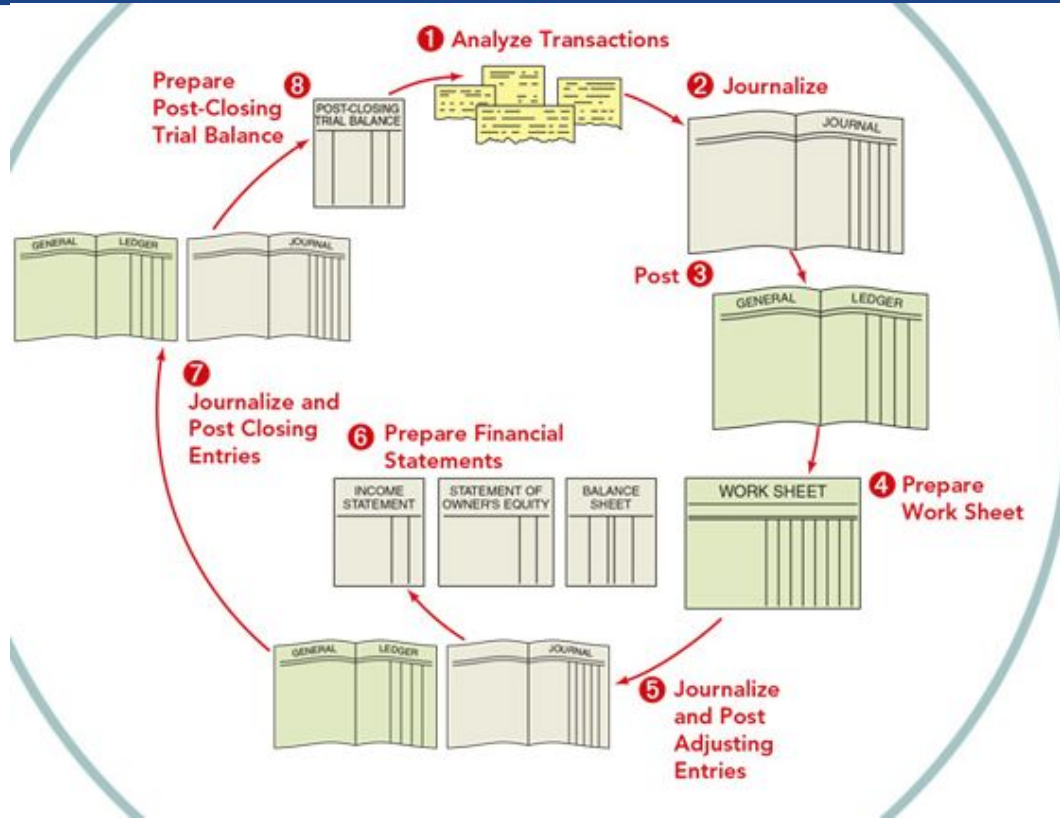 1 Analyze Transactions
2 Journalize
JOURNAL
Post 3
GENERAL LEDGER
4 Prepare
Work Sheet
WORK SHEET
5 Journalize
and Post
Adjusting
Entries
GENERAL LEDGER
JOURNAL
6 Prepare Financial
Statements
INCOME
STATEMENT
STATEMENT OF
OWNER'S EQUITY
BALANCE
SHEET
7
Journalize and
Post Closing
Entries
GENERAL LEDGER
JOURNAL
Prepare 8
Post-Closing
Trial Balance
POST-CLOSING
TRIAL BALANCE